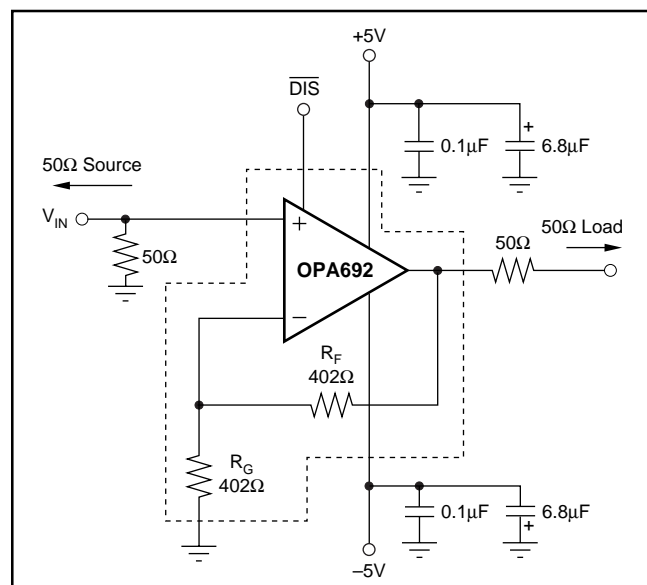 +5V
DIS
0.1µF
+
6.8µF
50Ω Source
50Ω Load
V_IN
50Ω
+
OPA692
50Ω
−
R_F
402Ω
R_G
402Ω
0.1µF
6.8µF
+
−5V